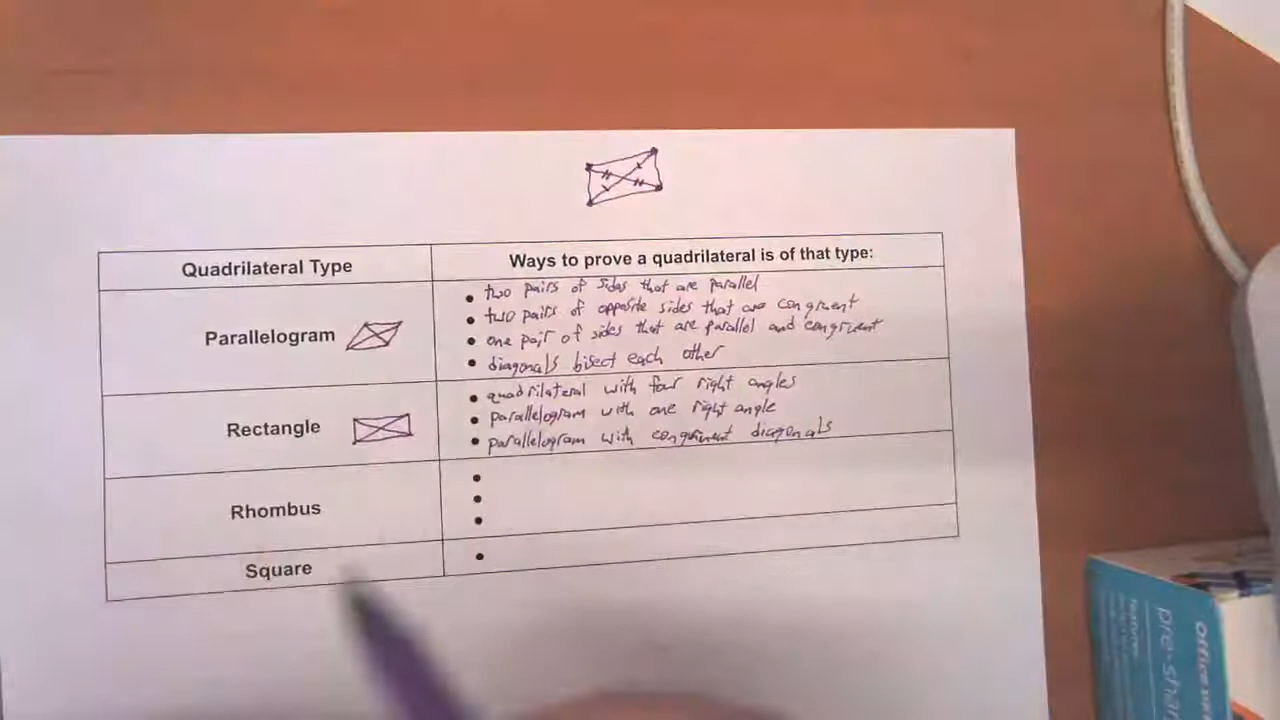 Quadrilateral Type
Ways to prove a quadrilateral is of that type:
Parallelogram
• two pairs of sides that are parallel
• two pairs of opposite sides that are congruent
• one pair of sides that are parallel and congruent
• diagonals bisect each other
Rectangle
• quadrilateral with four right angles
• parallelogram with one right angle
• parallelogram with congruent diagonals
Rhombus
•
•
•
Square
•
pre-shar